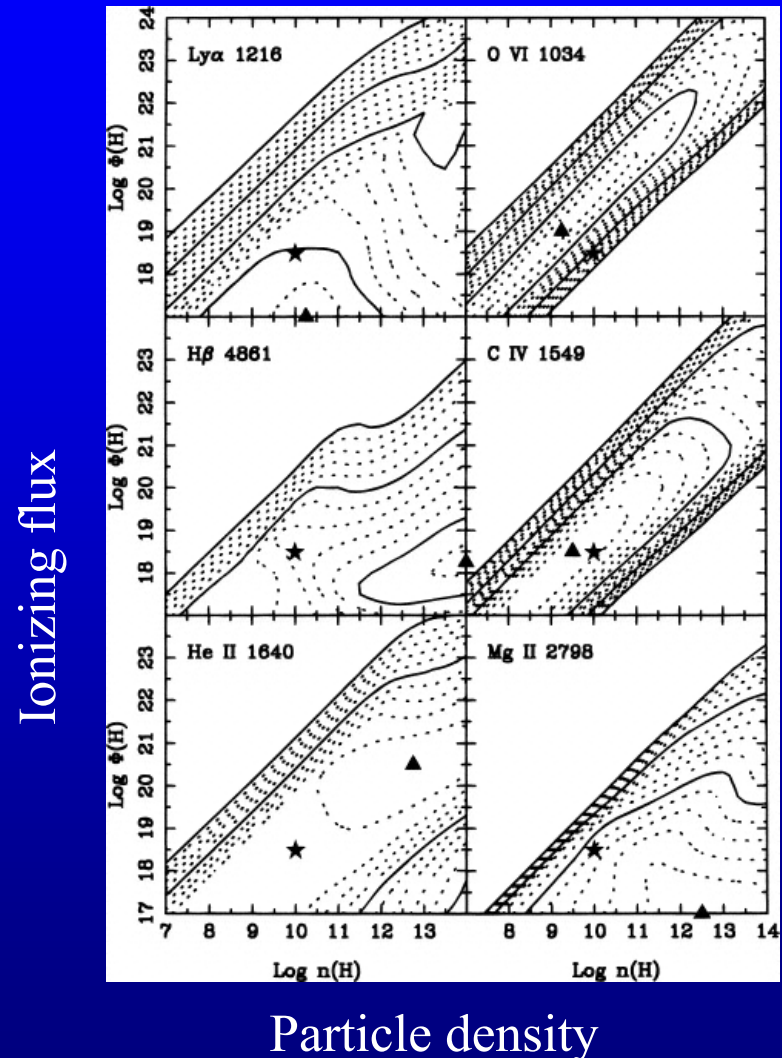 24
Lyα 1216
O VI 1034
23
22
Log Φ(H)
21
20
19
18
Hβ 4861
C IV 1549
23
22
Log Φ(H)
21
20
19
18
Ionizing flux
He II 1640
Mg II 2798
23
22
Log Φ(H)
21
20
19
18
17
7 8 9 10 11 12 13 8 9 10 11 12 13 14
Log n(H) Log n(H)
Particle density